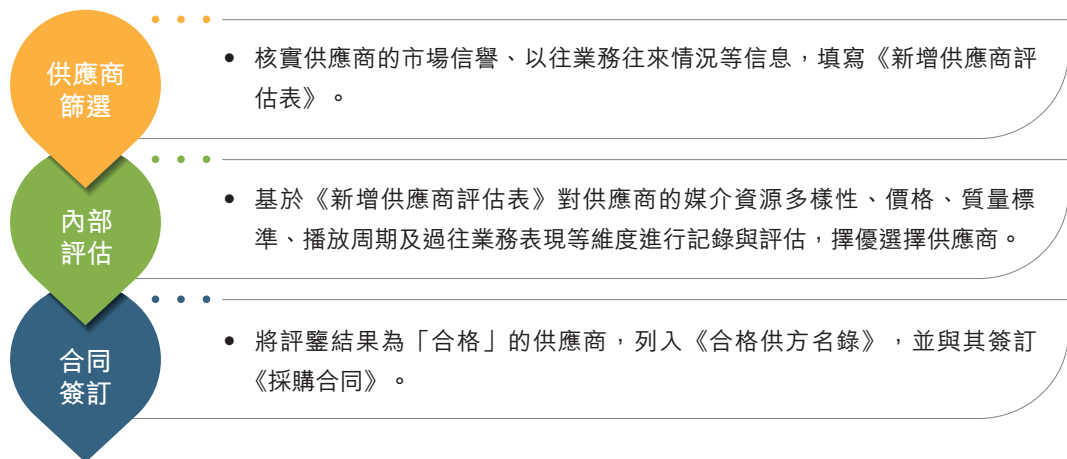 供應商
篩選
• 核實供應商的市場信譽、以往業務往來情況等信息，填寫《新增供應商評
估表》。
內部
評估
• 基於《新增供應商評估表》對供應商的媒介資源多樣性、價格、質量標
準、播放周期及過往業務表現等維度進行記錄與評估，擇優選擇供應商。
合同
簽訂
• 將評鑒結果為「合格」的供應商，列入《合格供方名錄》，並與其簽訂
《採購合同》。